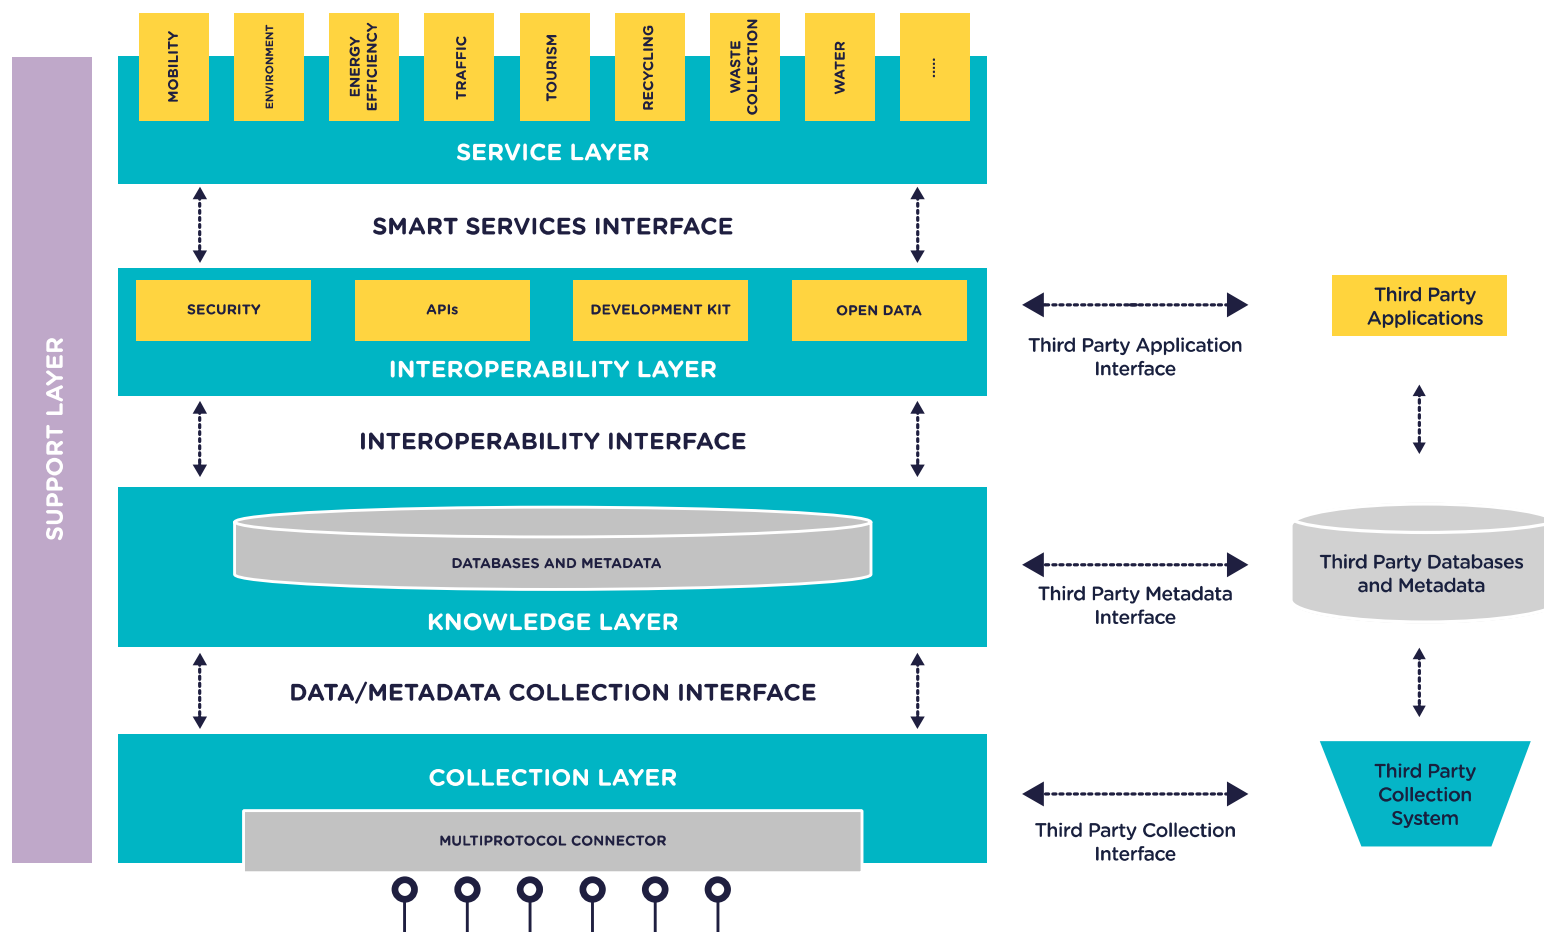 MOBILITY
ENVIRONMENT
ENERGY
EFFICIENCY
TRAFFIC
TOURISM
RECYCLING
WASTE
COLLECTION
WATER
.....
SERVICE LAYER
SUPPORT LAYER
SMART SERVICES INTERFACE
SECURITY
APIs
DEVELOPMENT KIT
OPEN DATA
INTEROPERABILITY LAYER
Third Party Application
Interface
Third Party
Applications
INTEROPERABILITY INTERFACE
DATABASES AND METADATA
KNOWLEDGE LAYER
Third Party Metadata
Interface
Third Party Databases
and Metadata
DATA/METADATA COLLECTION INTERFACE
COLLECTION LAYER
MULTIPROTOCOL CONNECTOR
Third Party Collection
Interface
Third Party
Collection
System